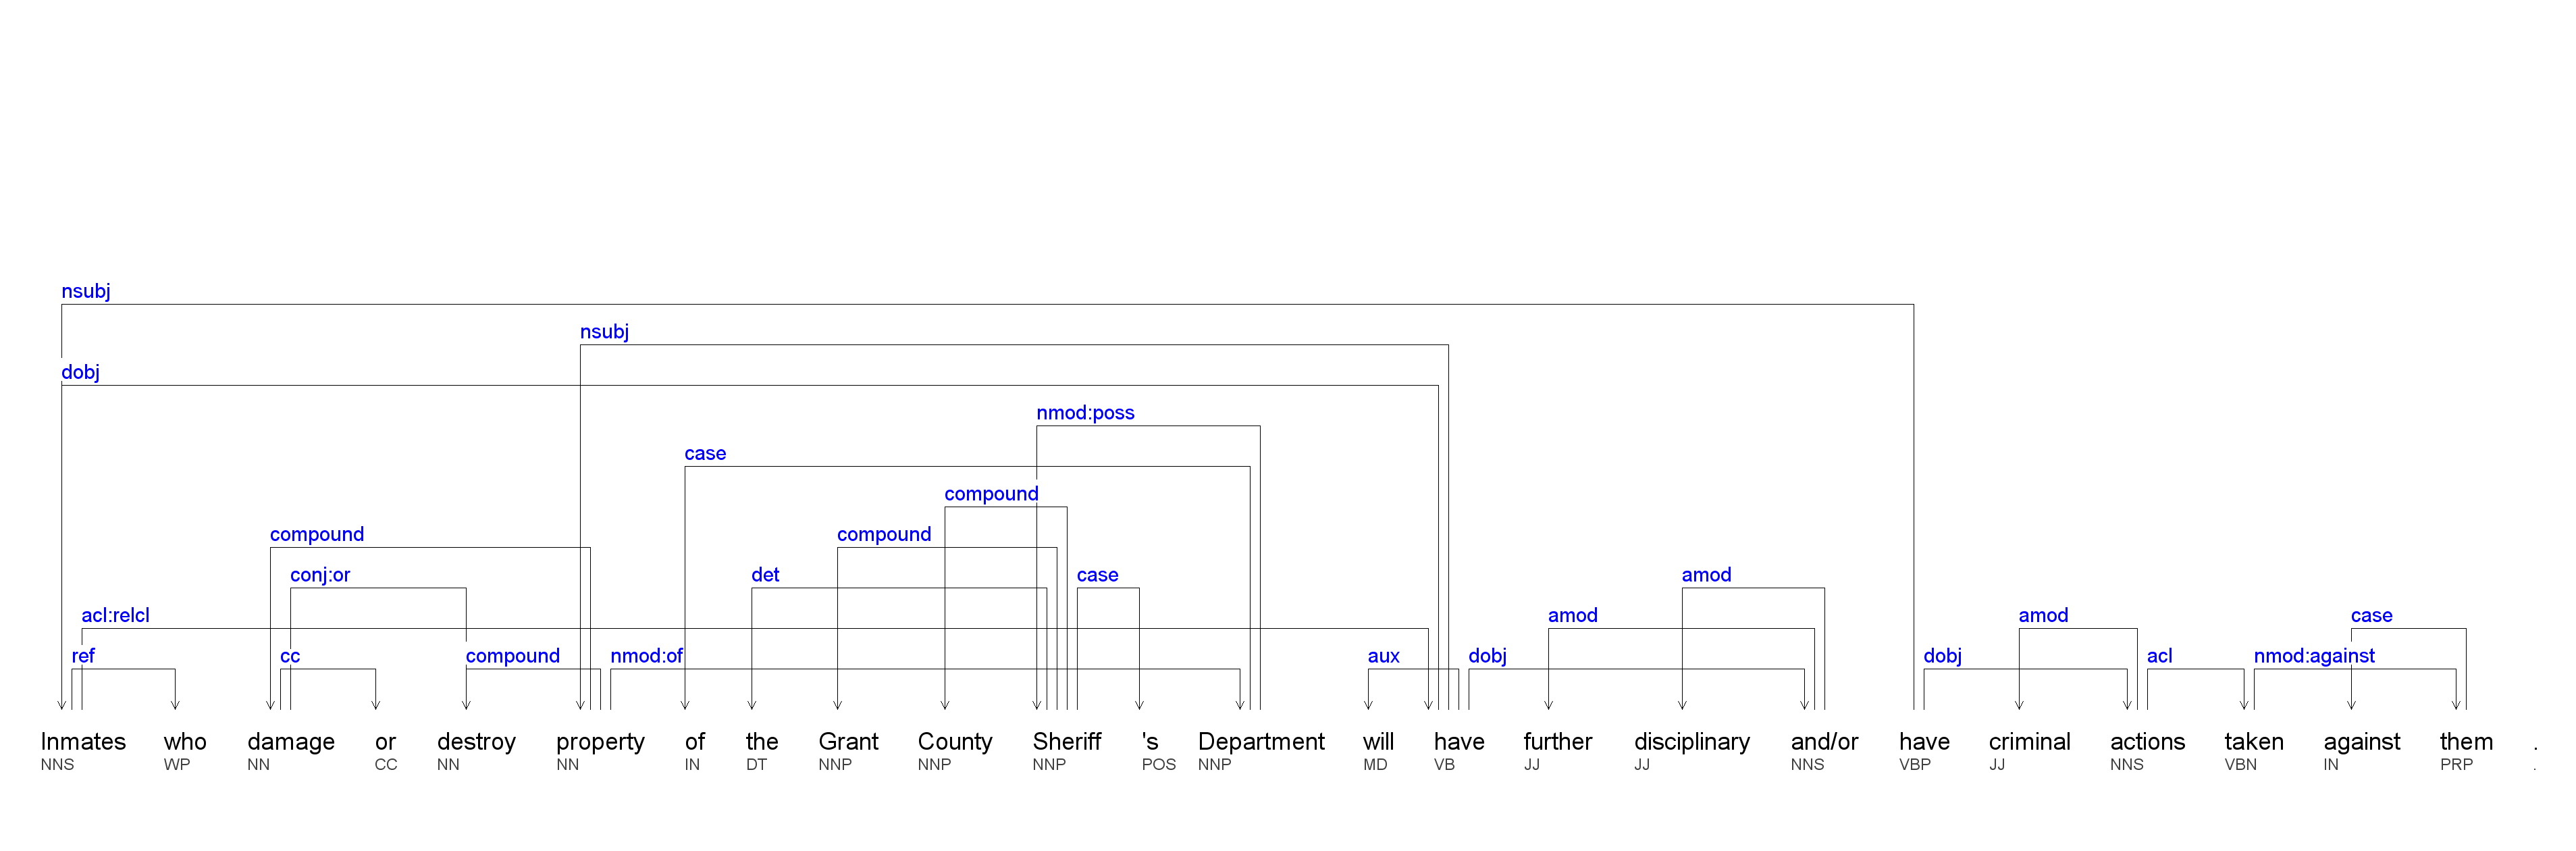 nsubj
nsubj
dobj
nmod:poss
case
compound
compound compound
conj:or det case amod
acl:relcl amod amod case
ref cc compound nmod:of aux dobj dobj acl nmod:against
Inmates who damage or destroy property of the Grant County Sheriff 's Department will have further disciplinary and/or have criminal actions taken against them .
NNS WP NN CC NN NN IN DT NNP NNP NNP POS NNP MD VB JJ JJ NNS VBP JJ NNS VBN IN PRP .